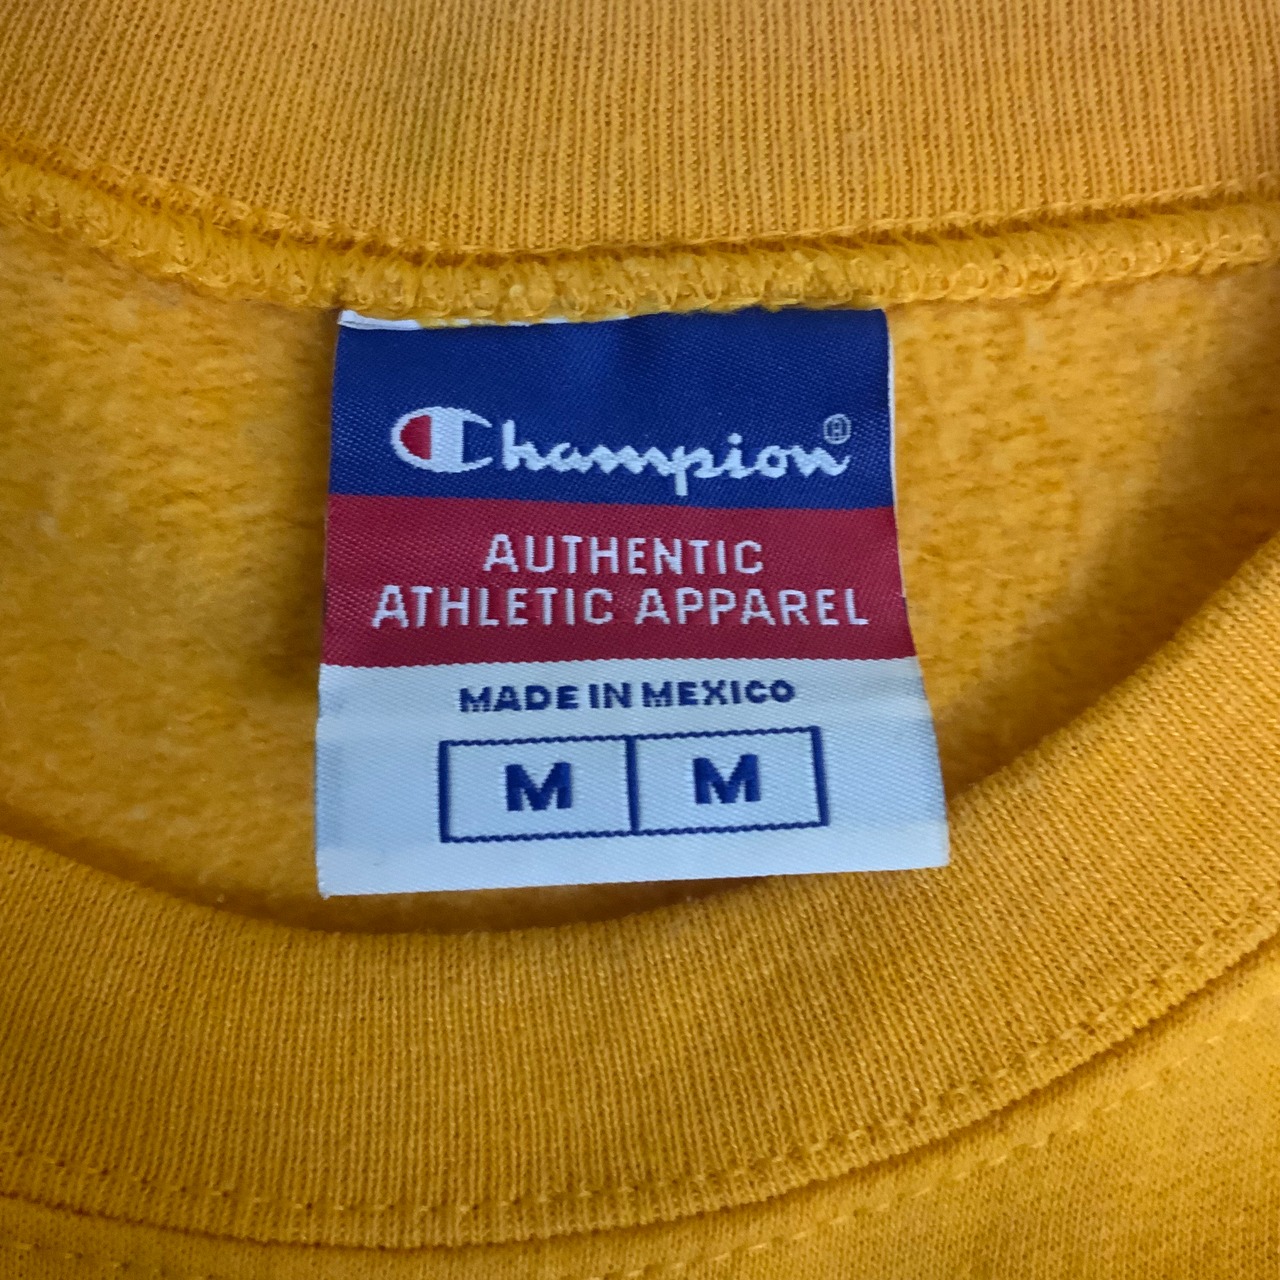 Champion®
AUTHENTIC
ATHLETIC APPAREL
MADE IN MEXICO
M M